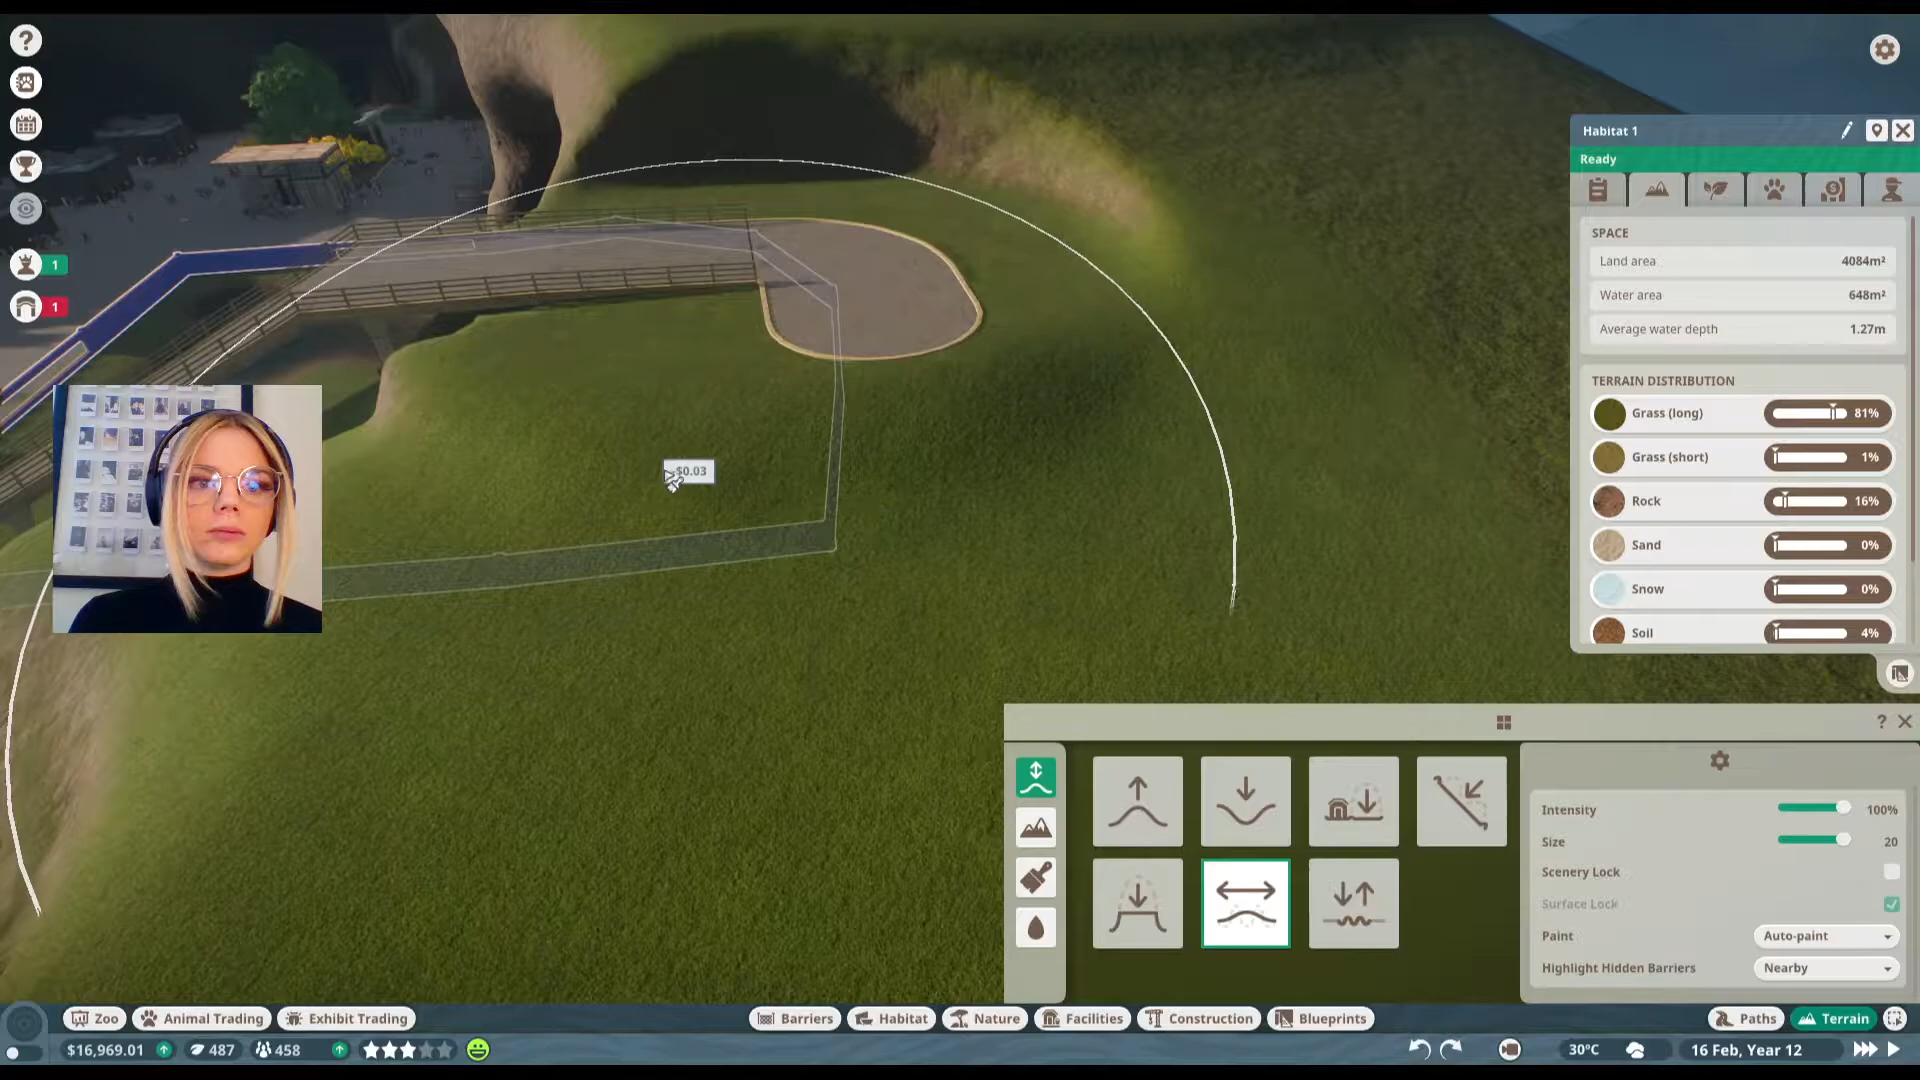 ?
Habitat 1
Ready
1
1
SPACE
Land area 4084m²
Water area 648m²
Average water depth 1.27m
TERRAIN DISTRIBUTION
Grass (long) 81%
Grass (short) 1%
Rock 16%
Sand 0%
Snow 0%
Soil 4%
-$0.03
?
Intensity 100%
Size 20
Scenery Lock
Surface Lock
Paint Auto-paint
Highlight Hidden Barriers Nearby
Zoo Animal Trading Exhibit Trading Barriers Habitat Nature Facilities Construction Blueprints Paths Terrain
$16,969.01 487 458 30°C 16 Feb, Year 12